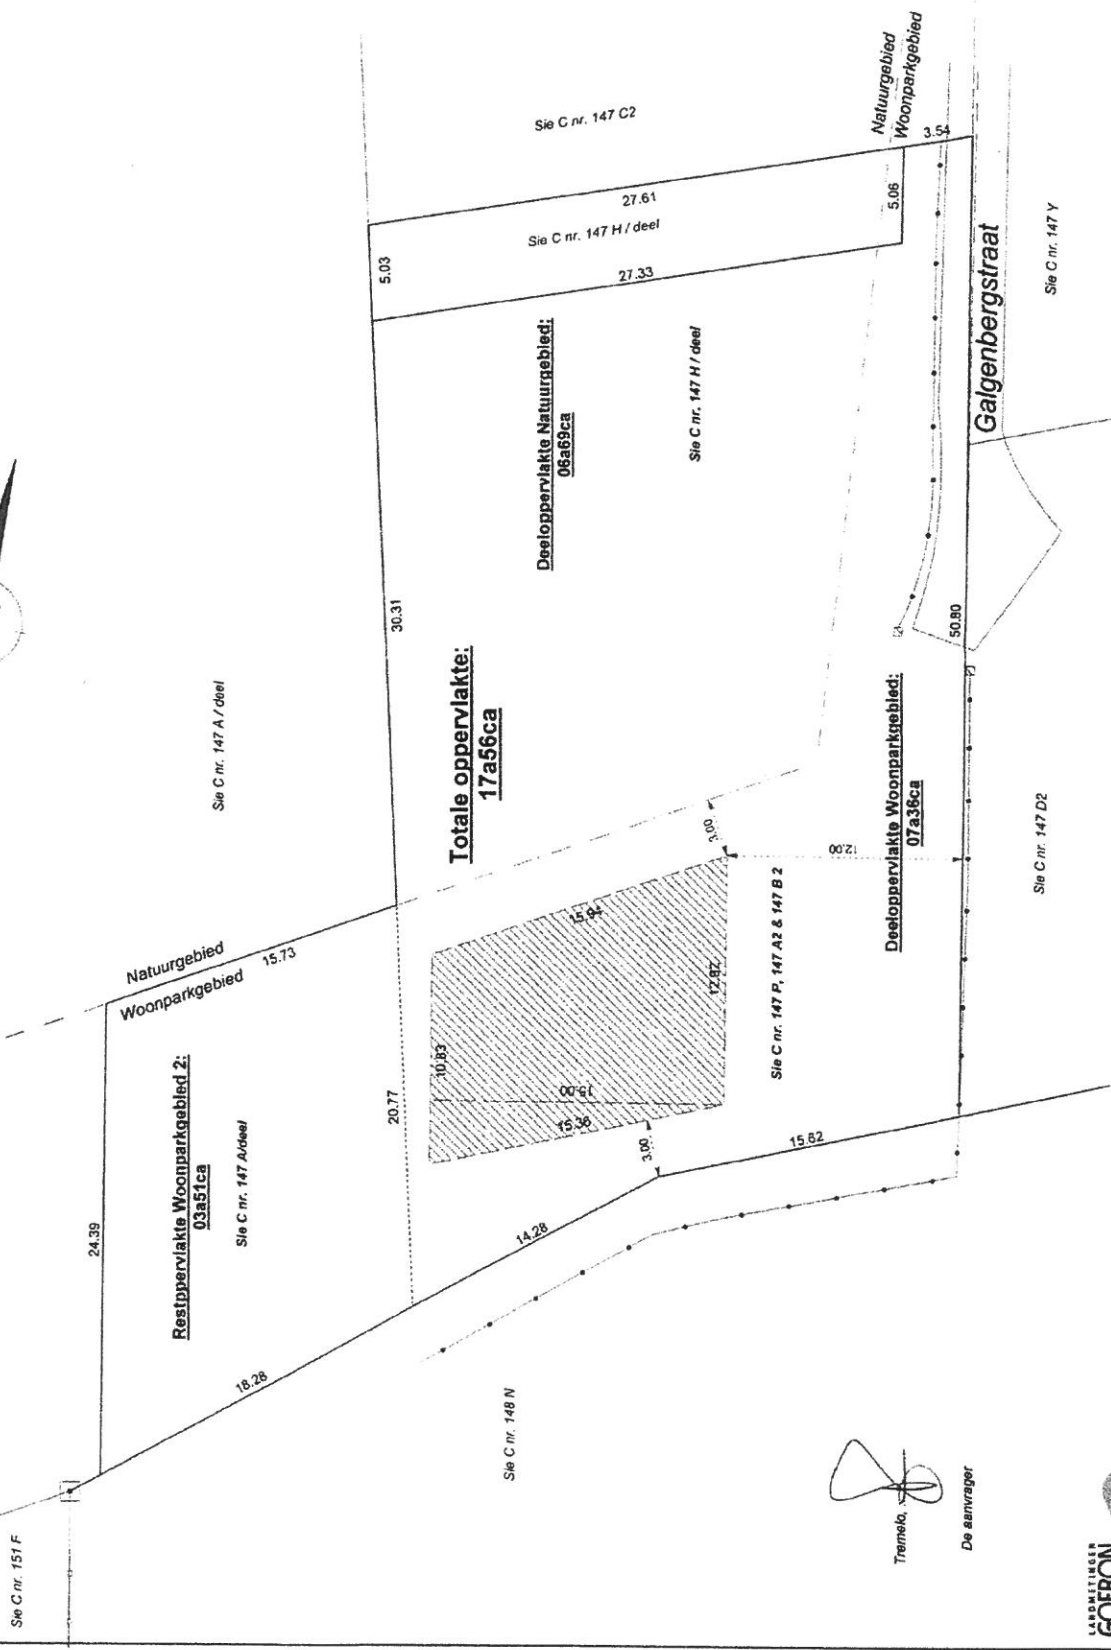 Sie C nr. 151 F
24.39
Restppervlakte Woonparkgebied 2:
03a51ca
Sie C nr. 147 A/deel
18.28
Natuurgebied
Woonparkgebied
15.73
Sie C nr. 147 A / deel
20.77
30.31
5.03
Totale oppervlakte:
17a56ca
Deeloppervlakte Natuurgebied:
06a69ca
Sie C nr. 147 H / deel
27.33
Sie C nr. 147 H / deel
27.61
Sie C nr. 147 C2
Natuurgebied
Woonparkgebied
3.54
5.06
10.83
15.94
15.00
15.36
12.92
3.00
3.00
12.00
14.28
15.62
Sie C nr. 148 N
Sie C nr. 147 P, 147 A2 & 147 B 2
Deeloppervlakte Woonparkgebied:
07a36ca
50.80
Galgenbergstraat
Sie C nr. 147 D2
Sie C nr. 147 Y
Tremelo,
De aanvrager
LANDMETINGEN
GOEBON